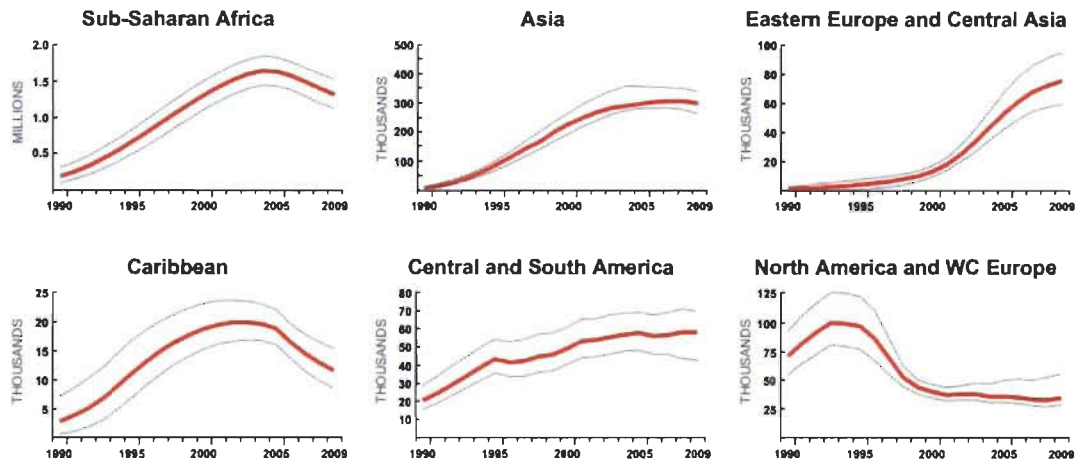 Sub-Saharan Africa
MILLIONS
2.0
1.5
1.0
0.5
1990 1995 2000 2005 2009
Asia
THOUSANDS
500
400
300
200
100
1990 1995 2000 2005 2009
Eastern Europe and Central Asia
THOUSANDS
100
80
60
40
20
1990 1995 2000 2005 2009
Caribbean
THOUSANDS
25
20
15
10
5
1990 1995 2000 2005 2009
Central and South America
THOUSANDS
80
70
60
50
40
30
20
10
1990 1995 2000 2005 2009
North America and WC Europe
THOUSANDS
125
100
75
50
25
1990 1995 2000 2005 2009